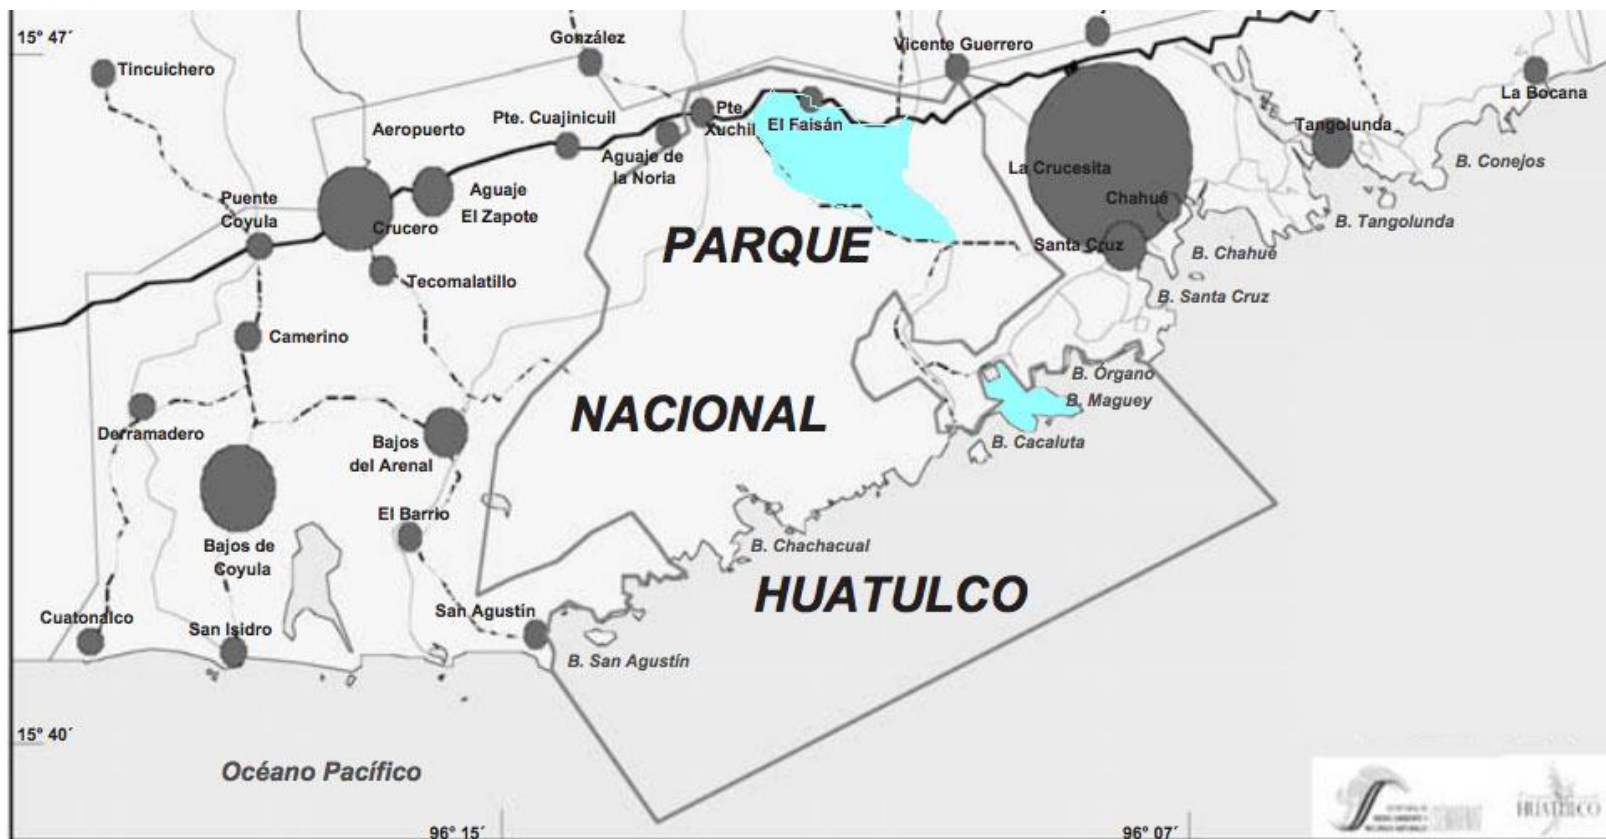 15° 47´
González
Vicente Guerrero
Tincuichero
La Bocana
Pte. Cuajinicuil
Pte
Xuchil
El Faisán
Aeropuerto
Tangolunda
Aguaje de
la Noria
La Crucesita
B. Conejos
Puente
Coyula
Aguaje
El Zapote
Chahué
B. Tangolunda
Crucero
PARQUE
Santa Cruz
B. Chahué
Tecomalatillo
B. Santa Cruz
Camerino
B. Órgano
B. Maguey
NACIONAL
Derramadero
Bajos
del Arenal
B. Cacaluta
El Barrio
Bajos de
Coyula
B. Chachacual
HUATULCO
Cuatonalco
San Isidro
San Agustín
B. San Agustín
15° 40´
Océano Pacífico
96° 15´
96° 07´
HUATULCO